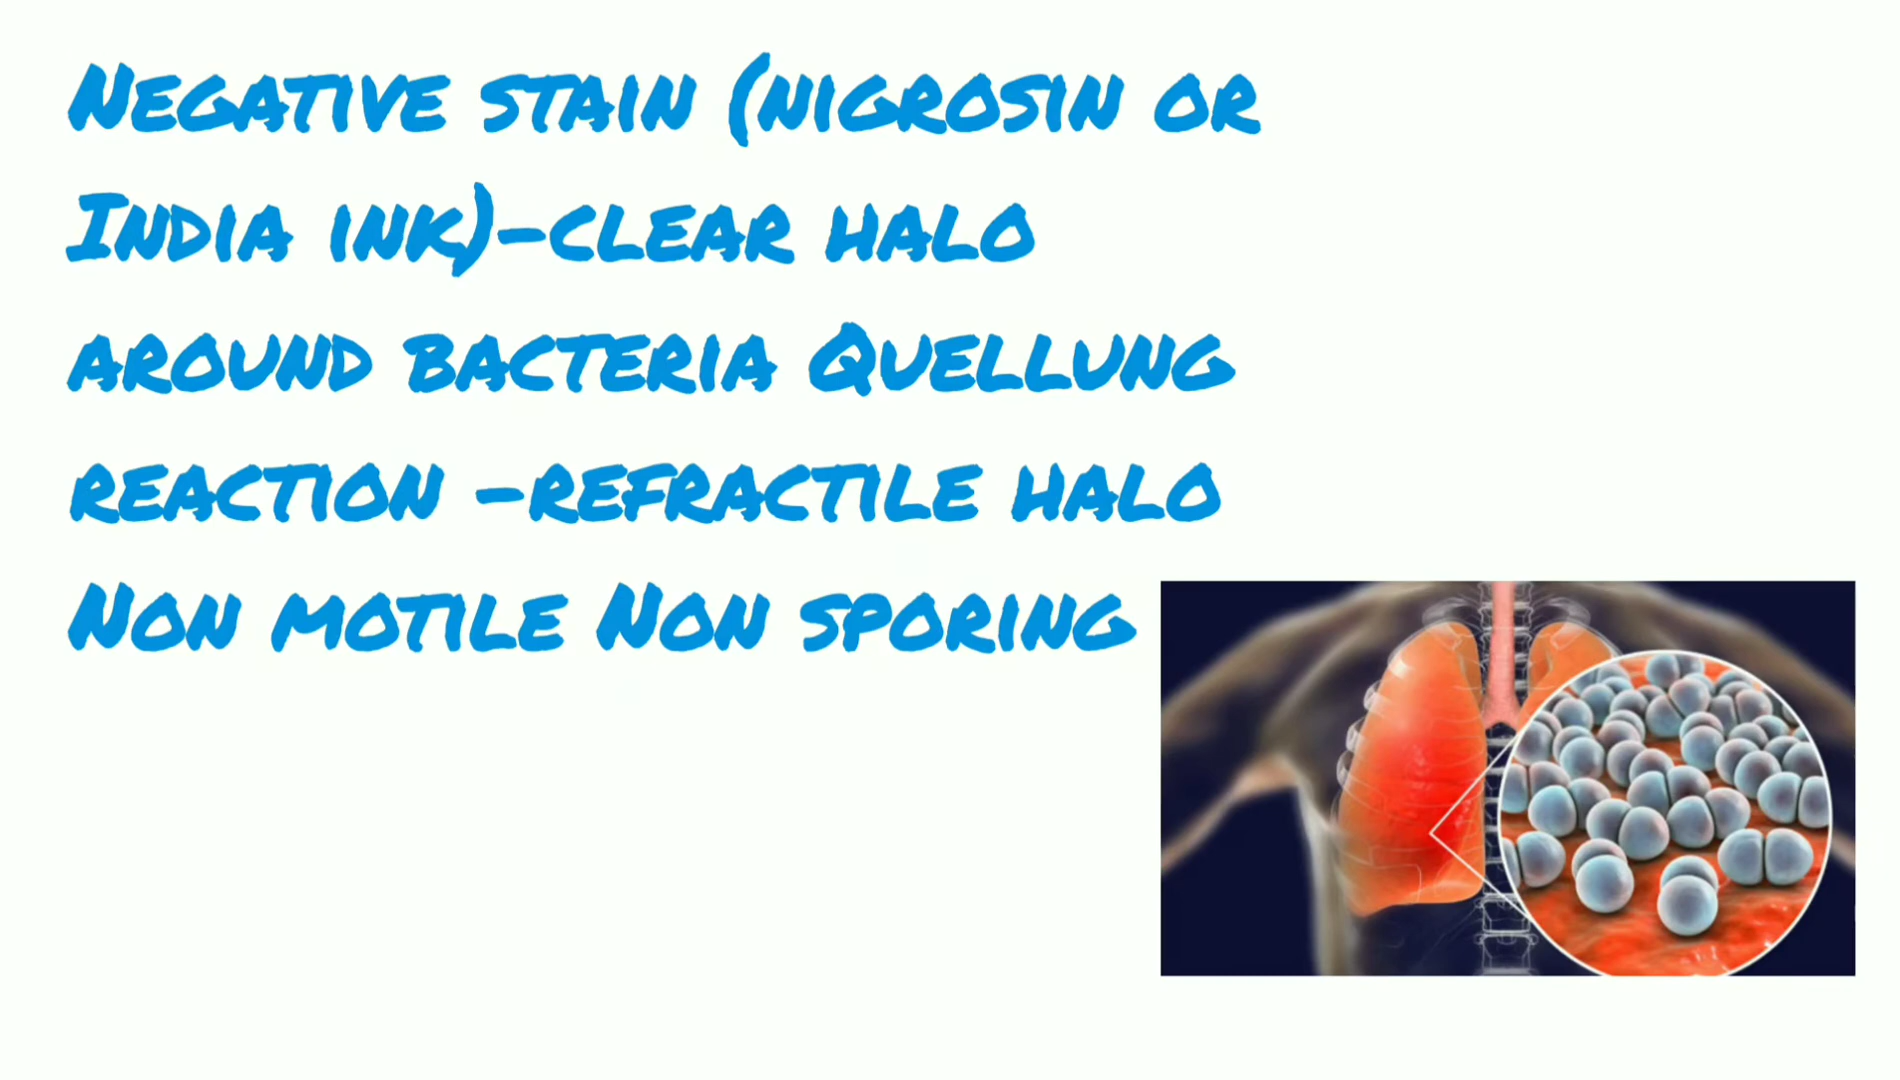 Negative stain (nigrosin or
India ink)-clear halo
around bacteria Quellung
reaction -refractile halo
Non motile Non sporing